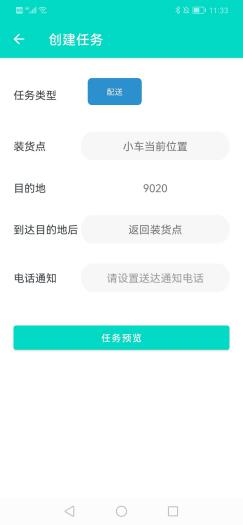 11:33
创建任务
任务类型 配送
装货点 小车当前位置
目的地 9020
到达目的地后 返回装货点
电话通知 请设置送达通知电话
任务预览